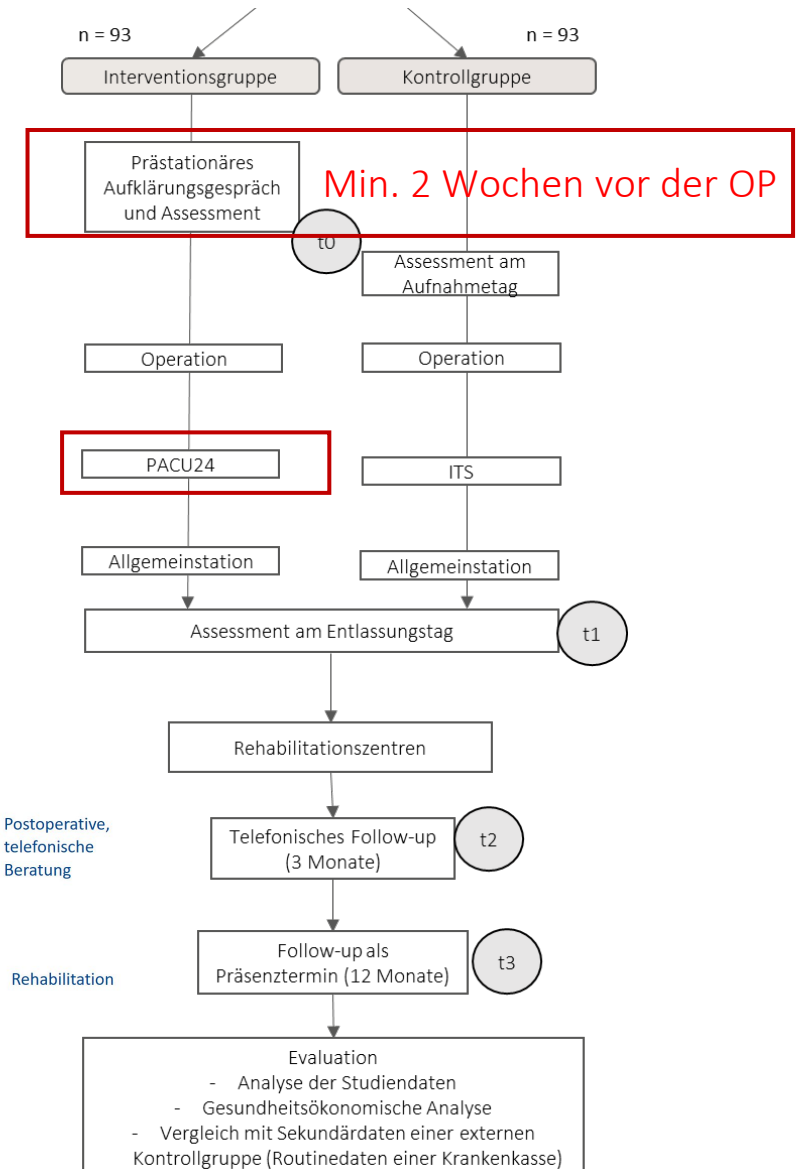 n = 93
n = 93
Interventionsgruppe
Kontrollgruppe
Prästationäres
Aufklärungsgespräch
und Assessment
Min. 2 Wochen vor der OP
t0
Assessment am
Aufnahmetag
Operation
Operation
PACU24
ITS
Allgemeinstation
Allgemeinstation
Assessment am Entlassungstag
t1
Rehabilitationszentren
Postoperative,
telefonische
Beratung
Telefonisches Follow-up
(3 Monate)
t2
Rehabilitation
Follow-up als
Präsenztermin (12 Monate)
t3
Evaluation
- Analyse der Studiendaten
- Gesundheitsökonomische Analyse
- Vergleich mit Sekundärdaten einer externen
Kontrollgruppe (Routinedaten einer Krankenkasse)